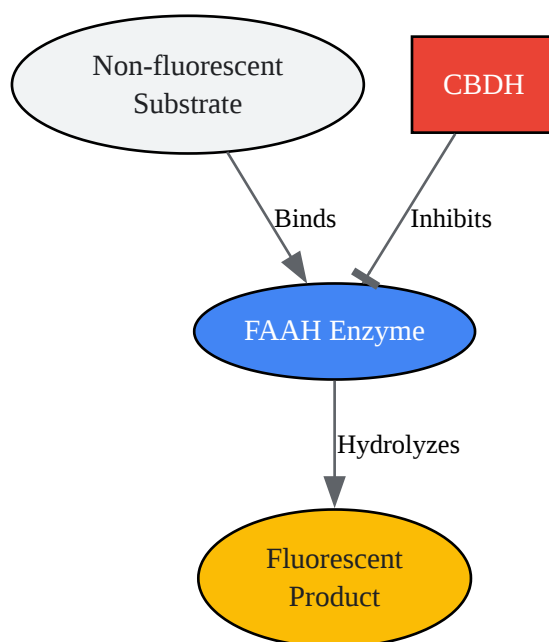 Non-fluorescent
Substrate
CBDH
Binds
Inhibits
FAAH Enzyme
Hydrolyzes
Fluorescent
Product